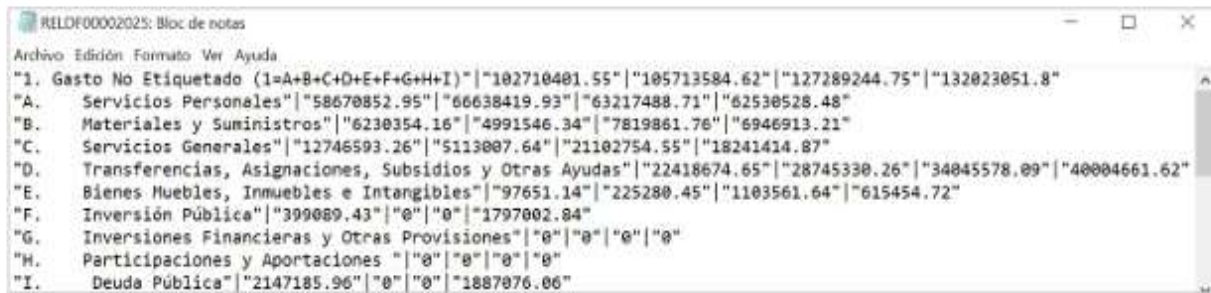 RELDF00002025: Bloc de notas
Archivo Edición Formato Ver Ayuda
"1. Gasto No Etiquetado (1=A+B+C+D+E+F+G+H+I)"|"102710401.55"|"105713584.62"|"127289244.75"|"132023051.8"
"A. Servicios Personales"|"58670852.95"|"66638419.93"|"63217488.71"|"62530528.48"
"B. Materiales y Suministros"|"6230354.16"|"4991546.34"|"7819861.76"|"6946913.21"
"C. Servicios Generales"|"12746593.26"|"5113007.64"|"21102754.55"|"18241414.87"
"D. Transferencias, Asignaciones, Subsidios y Otras Ayudas"|"22418674.65"|"28745330.26"|"34045578.09"|"40004661.62"
"E. Bienes Muebles, Inmuebles e Intangibles"|"97651.14"|"225280.45"|"1103561.64"|"615454.72"
"F. Inversión Pública"|"399089.43"|"0"|"0"|"1797002.84"
"G. Inversiones Financieras y Otras Provisiones"|"0"|"0"|"0"|"0"
"H. Participaciones y Aportaciones "|"0"|"0"|"0"|"0"
"I. Deuda Pública"|"2147185.96"|"0"|"0"|"1887076.06"